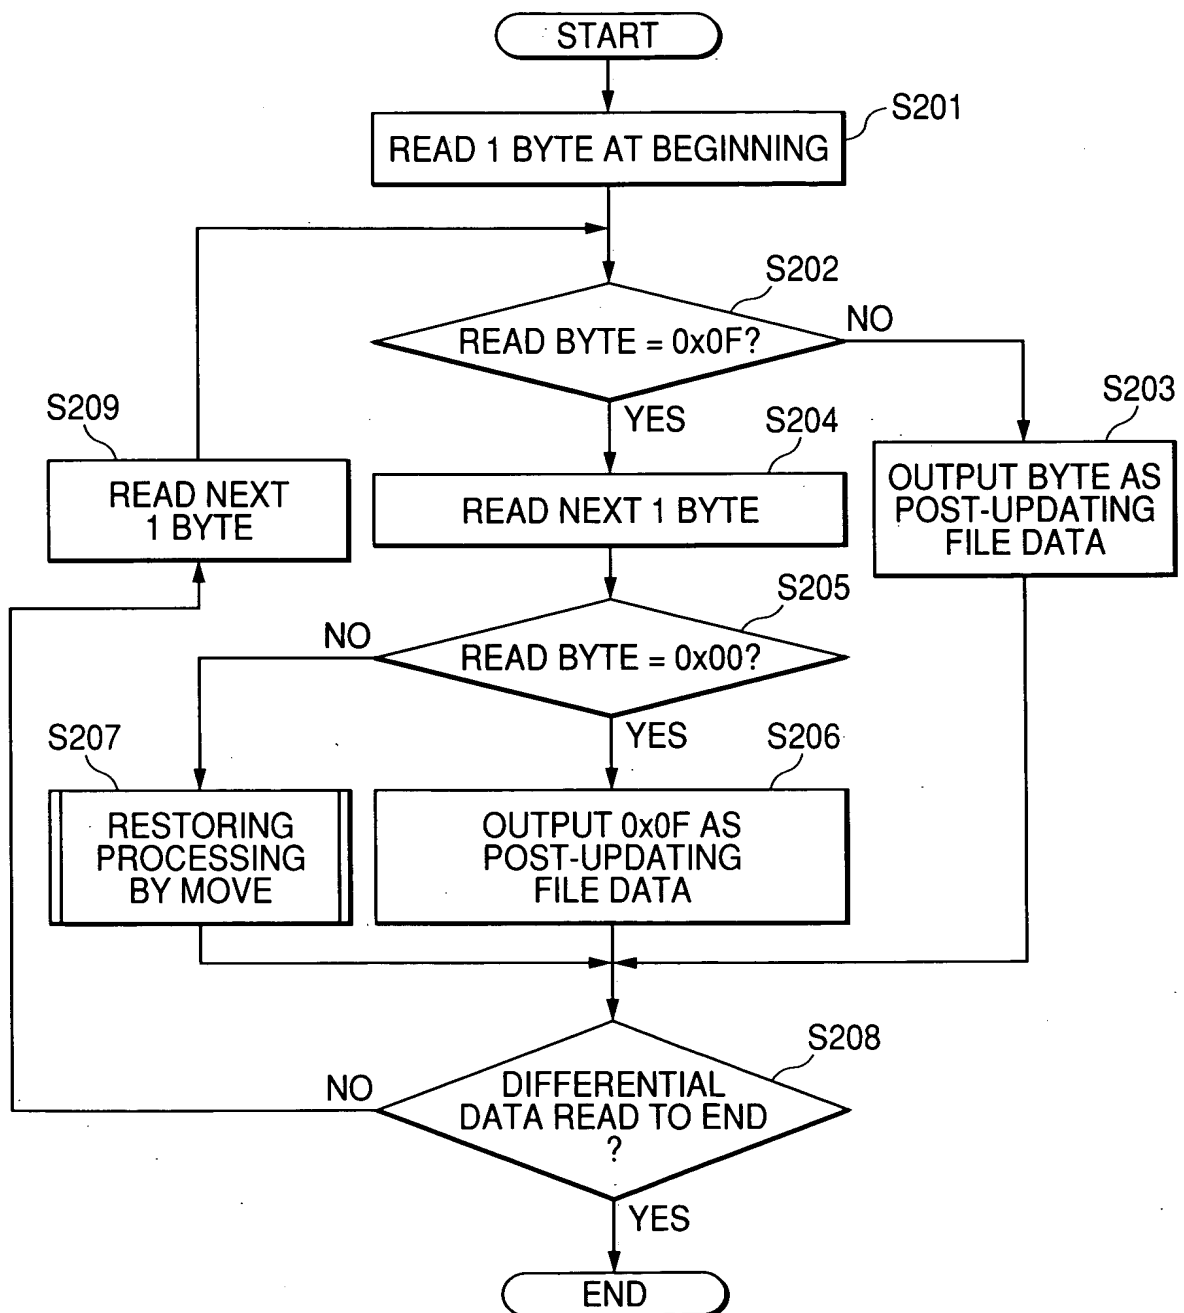 START
S201
READ 1 BYTE AT BEGINNING
S202
READ BYTE = 0x0F?
NO
YES
S209
READ NEXT
1 BYTE
S204
READ NEXT 1 BYTE
S203
OUTPUT BYTE AS
POST-UPDATING
FILE DATA
S205
READ BYTE = 0x00?
NO
YES
S207
RESTORING
PROCESSING
BY MOVE
S206
OUTPUT 0x0F AS
POST-UPDATING
FILE DATA
S208
DIFFERENTIAL
DATA READ TO END
?
NO
YES
END